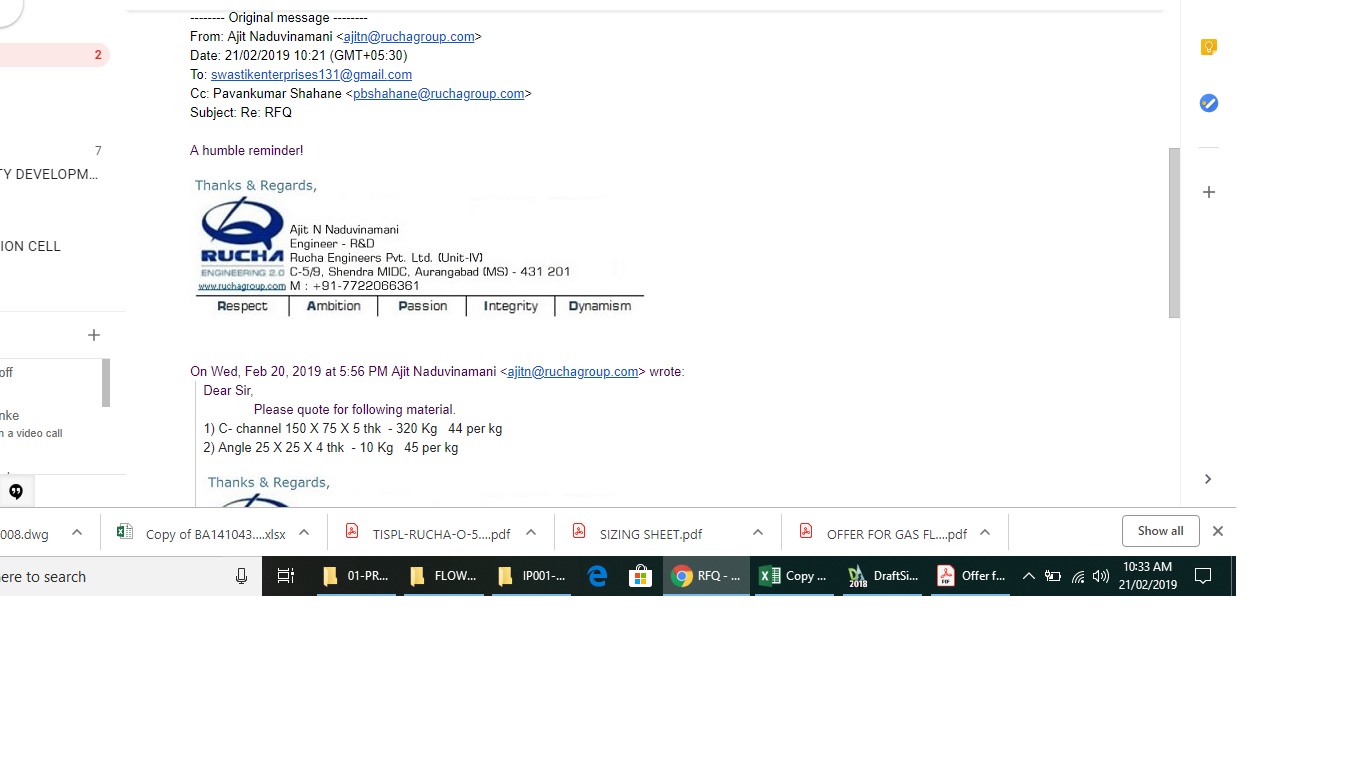 -------- Original message --------
From: Ajit Naduvinamani <ajitn@ruchagroup.com>
Date: 21/02/2019 10:21 (GMT+05:30)
To: swastikenterprises131@gmail.com
Cc: Pavankumar Shahane <pbshahane@ruchagroup.com>
Subject: Re: RFQ
2
A humble reminder!
7
TY DEVELOPM...
ION CELL
Thanks & Regards,
RUCHA
ENGINEERING 2.0
www.ruchagroup.com
Ajit N Naduvinamani
Engineer - R&D
Rucha Engineers Pvt. Ltd. (Unit-IV)
C-5/9, Shendra MIDC, Aurangabad (MS) - 431 201
M : +91-7722066361
Respect Ambition Passion Integrity Dynamism
off
nke
n a video call
On Wed, Feb 20, 2019 at 5:56 PM Ajit Naduvinamani <ajitn@ruchagroup.com> wrote:
Dear Sir,
Please quote for following material.
1) C- channel 150 X 75 X 5 thk - 320 Kg 44 per kg
2) Angle 25 X 25 X 4 thk - 10 Kg 45 per kg
Thanks & Regards,
008.dwg Copy of BA141043....xlsx TISPL-RUCHA-O-5....pdf SIZING SHEET.pdf OFFER FOR GAS FL....pdf Show all
ere to search 01-PR... FLOW... IP001-... RFQ - ... Copy ... DraftSi... Offer f... 10:33 AM
2018 21/02/2019